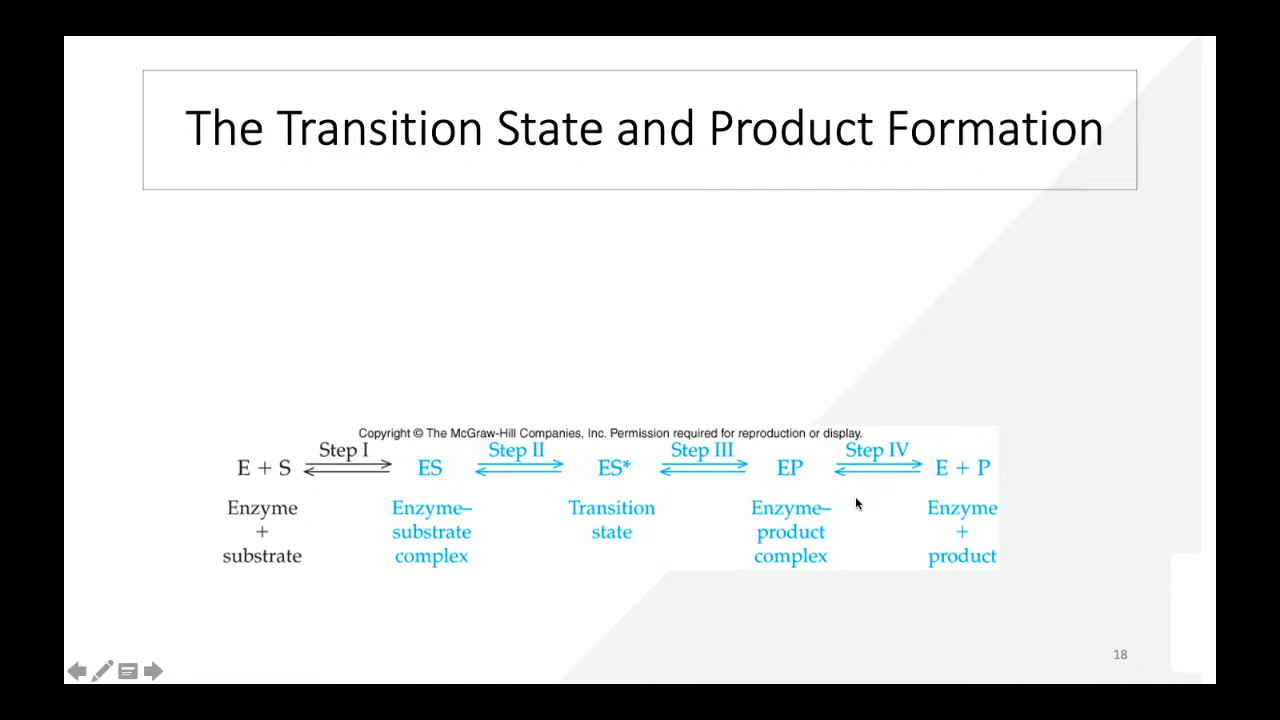 The Transition State and Product Formation
Copyright © The McGraw-Hill Companies, Inc. Permission required for reproduction or display.
Step I Step II Step III Step IV
E + S ES ES* EP E + P
Enzyme Enzyme– Transition Enzyme– Enzyme
+ substrate state product +
substrate complex complex product
18